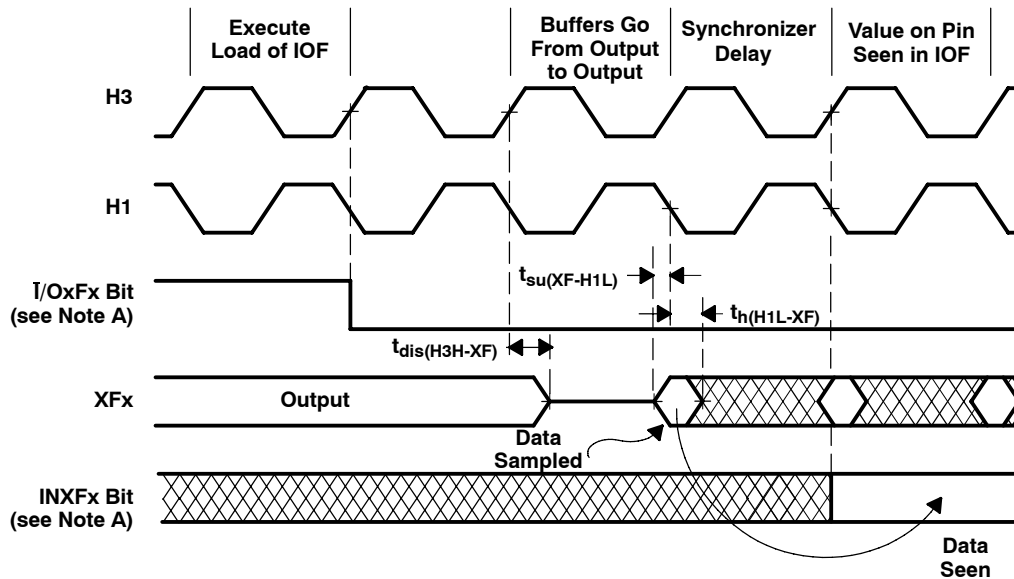 Execute
Load of IOF
Buffers Go
From Output
to Output
Synchronizer
Delay
Value on Pin
Seen in IOF
H3
H1
tsu(XF-H1L)
Ī/OxFx Bit
(see Note A)
th(H1L-XF)
tdis(H3H-XF)
XFx
Output
Data
Sampled
INXFx Bit
(see Note A)
Data
Seen